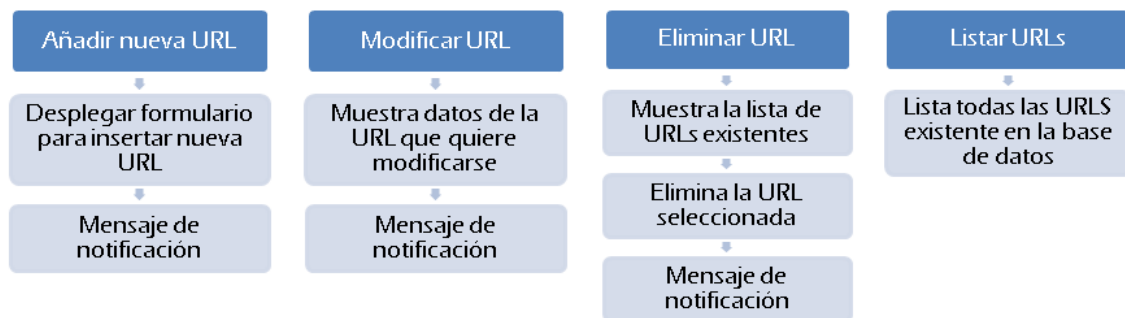 Añadir nueva URL
Desplegar formulario
para insertar nueva
URL
Mensaje de
notificación
Modificar URL
Muestra datos de la
URL que quiere
modificarse
Mensaje de
notificación
Eliminar URL
Muestra la lista de
URLs existentes
Elimina la URL
seleccionada
Mensaje de
notificación
Listar URLs
Lista todas las URLS
existente en la base
de datos